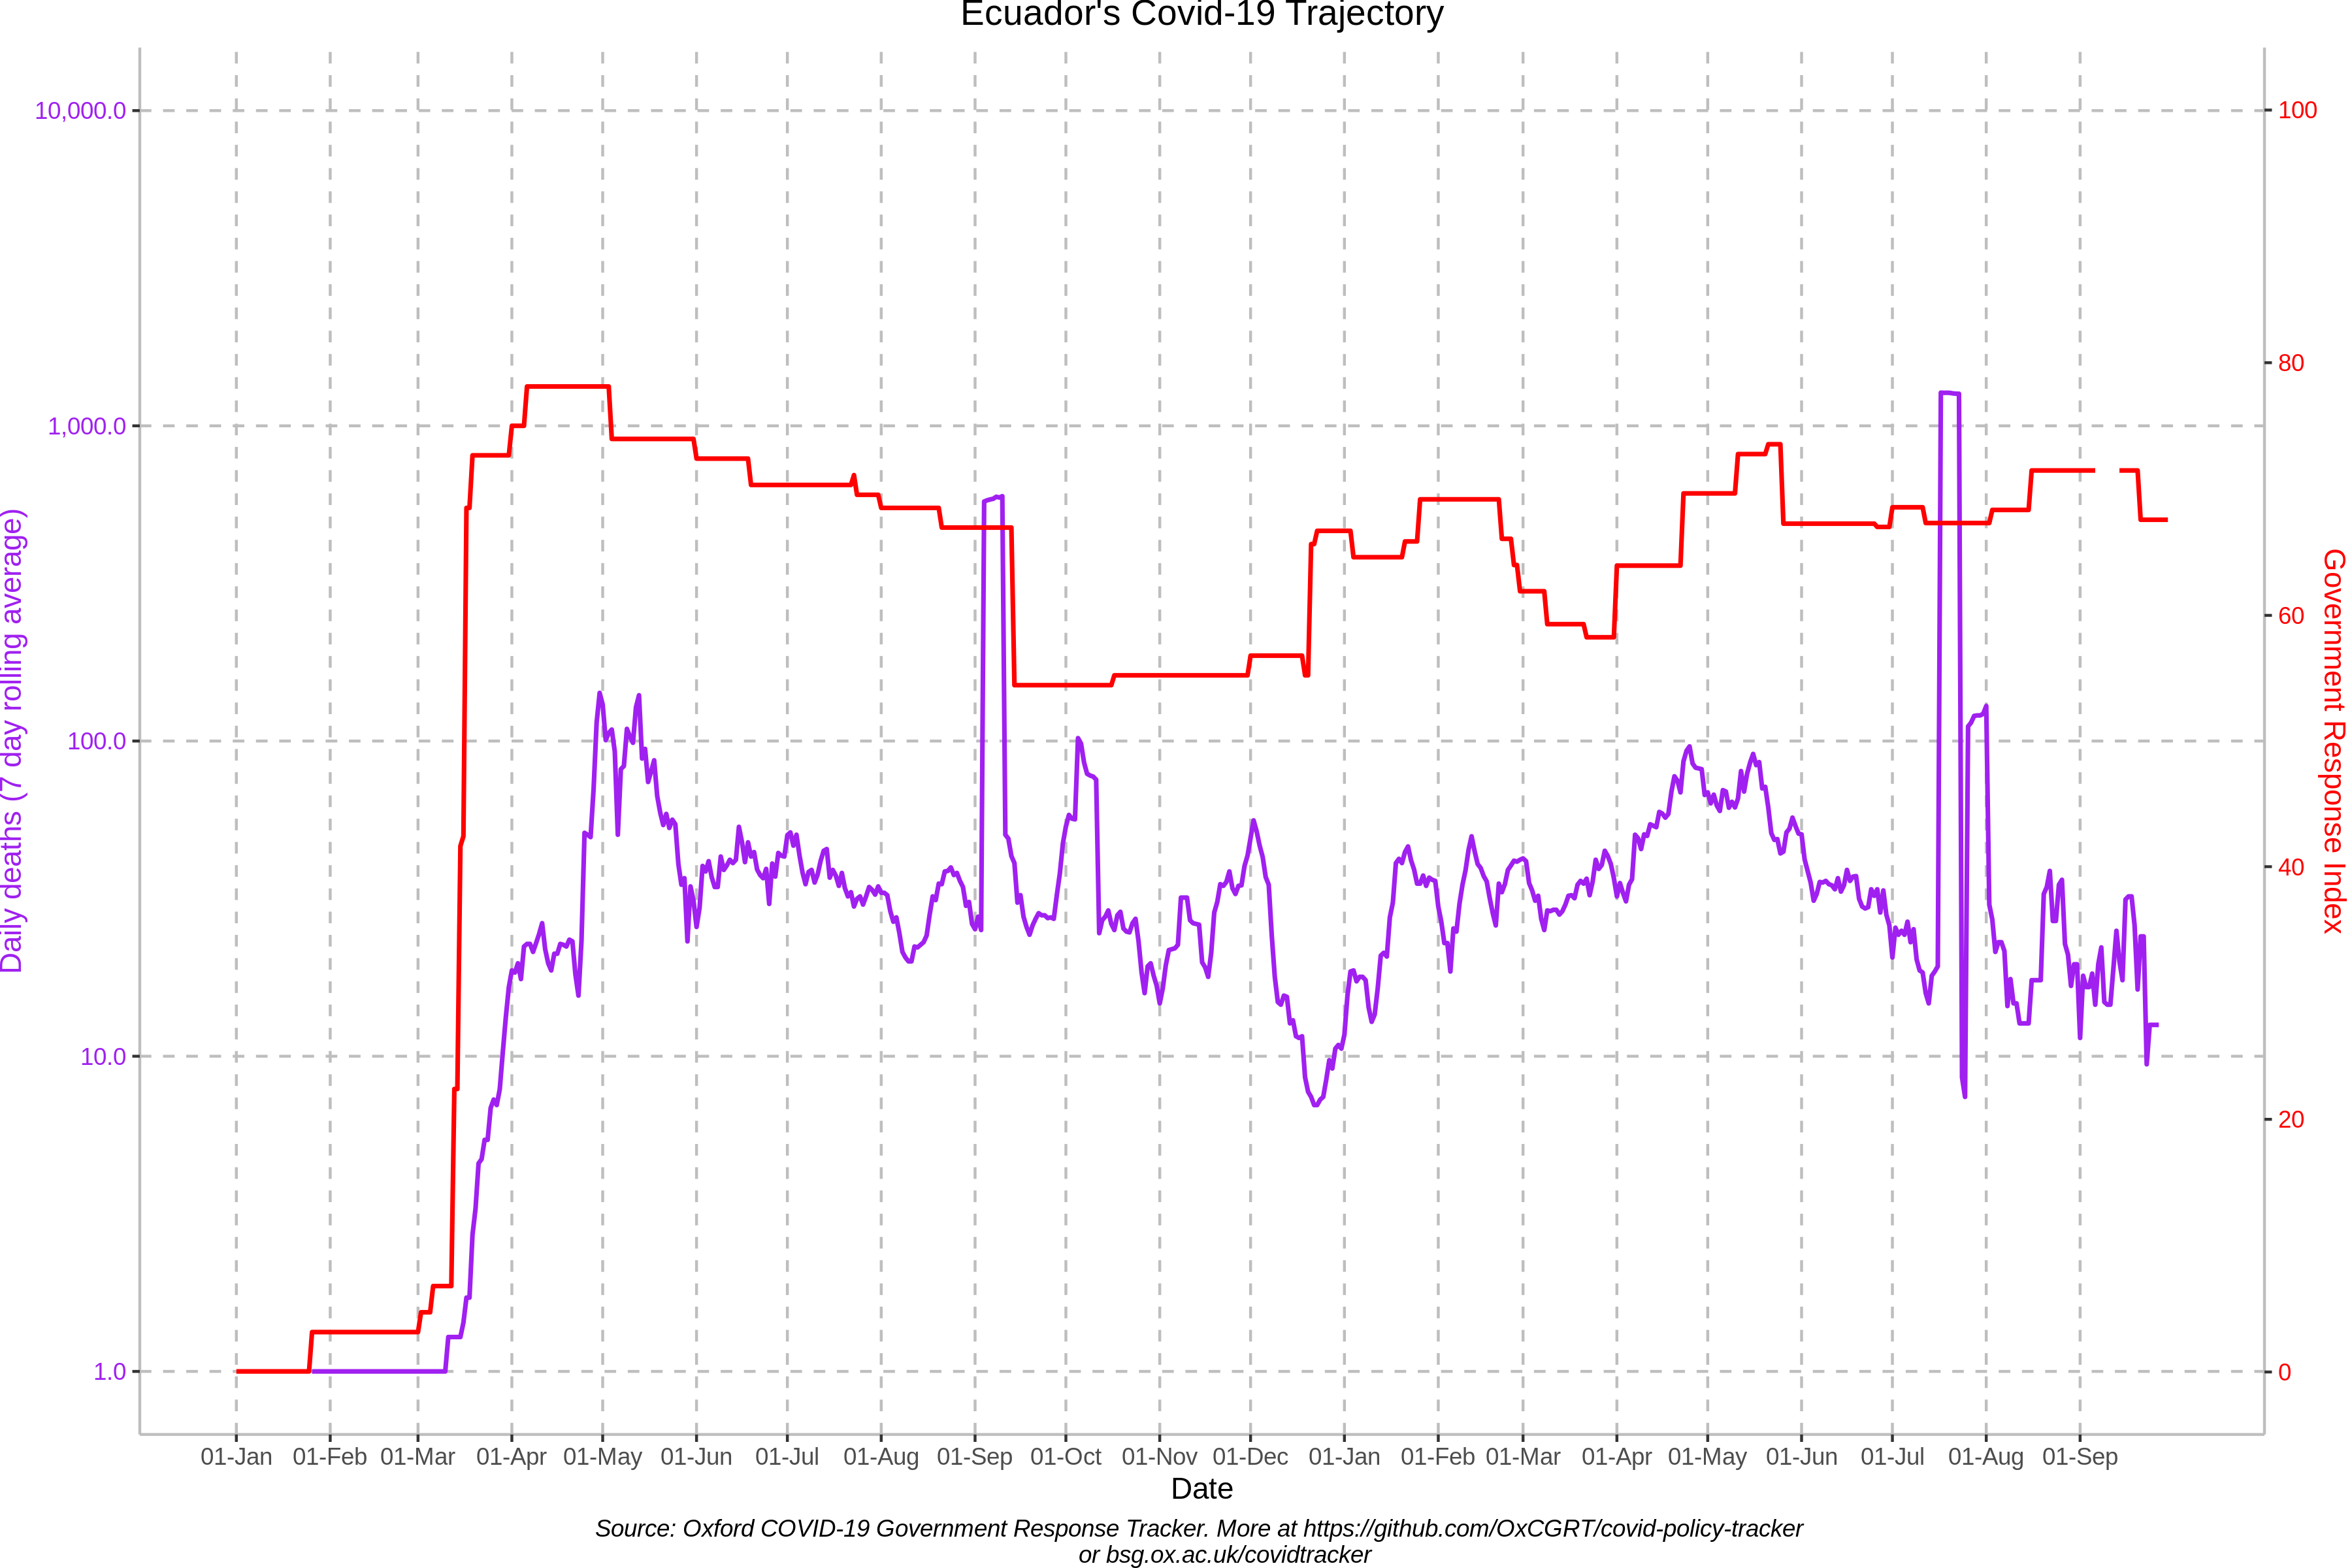 Ecuador's Covid-19 Trajectory
10,000.0
1,000.0
100.0
10.0
1.0
Daily deaths (7 day rolling average)
100
80
60
40
20
0
Government Response Index
01-Jan 01-Feb 01-Mar 01-Apr 01-May 01-Jun 01-Jul 01-Aug 01-Sep 01-Oct 01-Nov 01-Dec 01-Jan 01-Feb 01-Mar 01-Apr 01-May 01-Jun 01-Jul 01-Aug 01-Sep
Date
Source: Oxford COVID-19 Government Response Tracker. More at https://github.com/OxCGRT/covid-policy-tracker
or bsg.ox.ac.uk/covidtracker